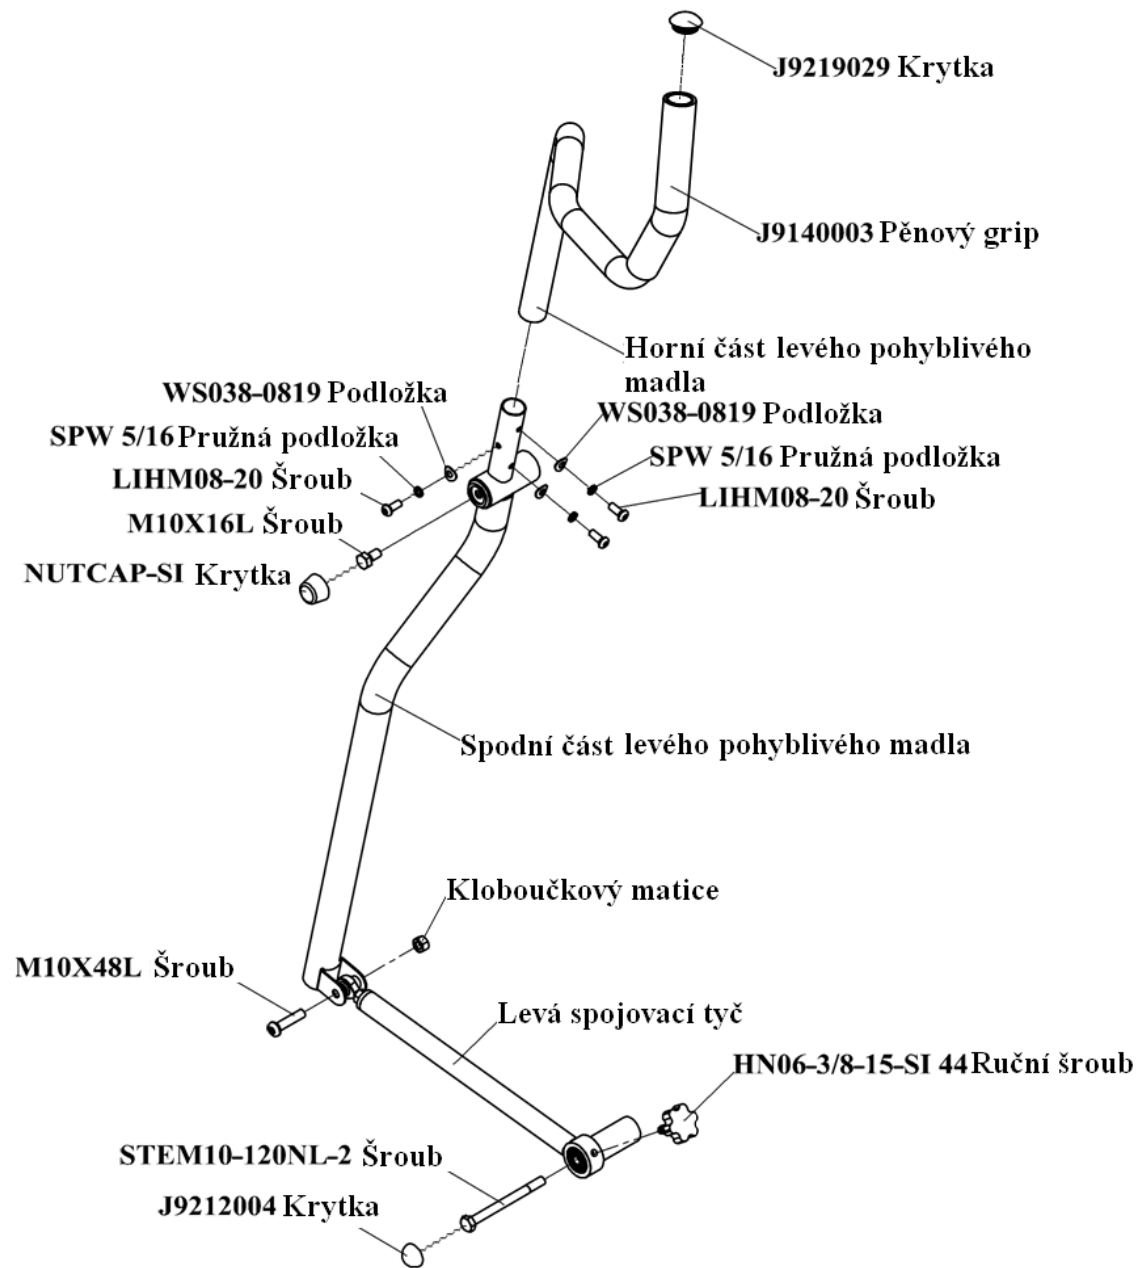 J9219029 Krytka
J9140003 Pěnový grip
Horní část levého pohyblivého
madla
WS038-0819 Podložka
WS038-0819 Podložka
SPW 5/16 Pružná podložka
SPW 5/16 Pružná podložka
LIHM08-20 Šroub
LIHM08-20 Šroub
M10X16L Šroub
NUTCAP-SI Krytka
Spodní část levého pohyblivého madla
Kloboučkový matice
M10X48L Šroub
Levá spojovací tyč
HN06-3/8-15-SI 44 Ruční šroub
STEM10-120NL-2 Šroub
J9212004 Krytka